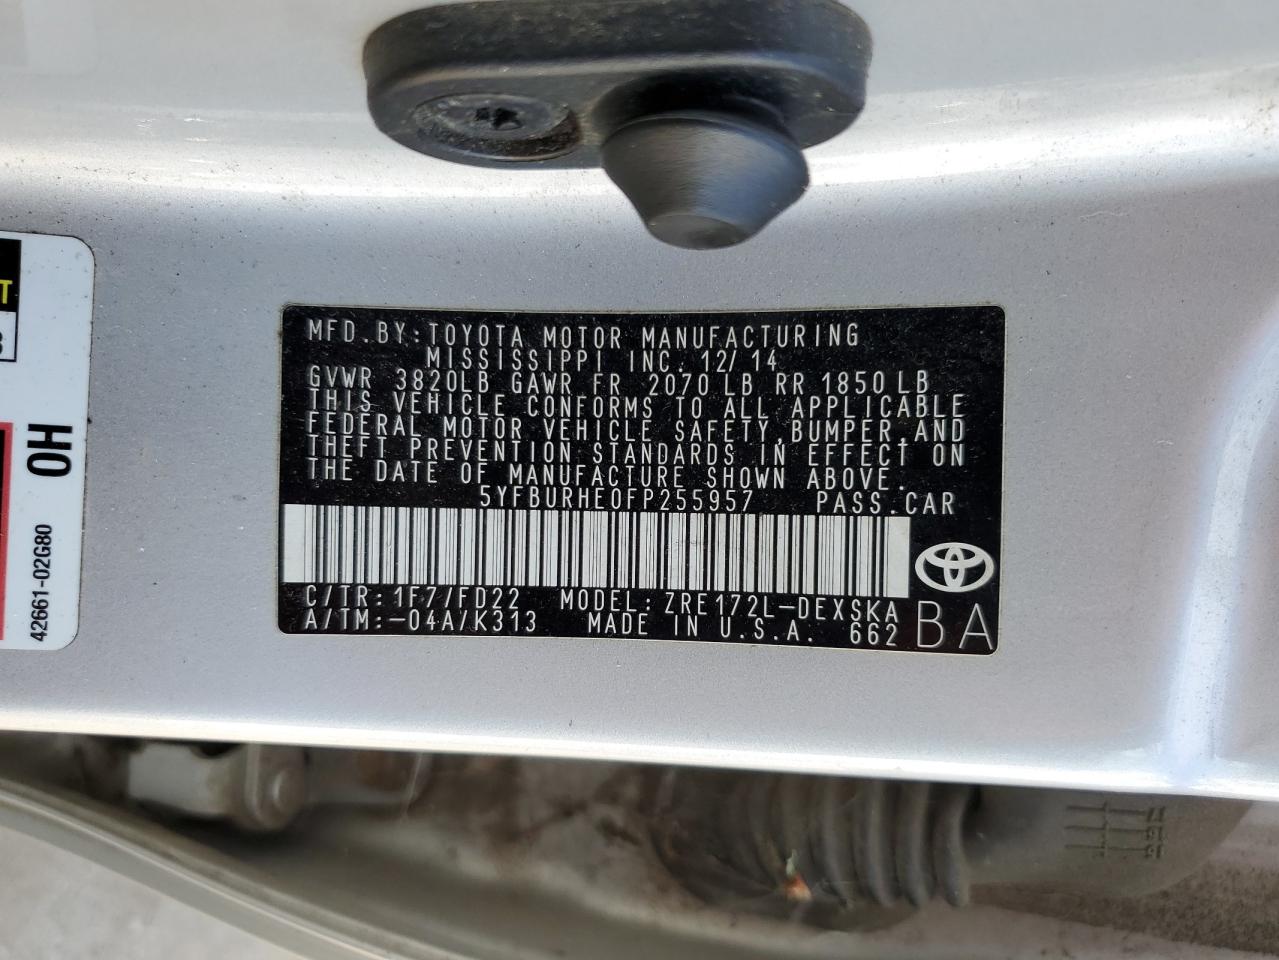 MFD.BY:TOYOTA MOTOR MANUFACTURING
MISSISSIPPI INC. 12/14
GVWR 3820LB GAWR FR 2070 LB RR 1850 LB
THIS VEHICLE CONFORMS TO ALL APPLICABLE
FEDERAL MOTOR VEHICLE SAFETY,BUMPER,AND
THEFT PREVENTION STANDARDS IN EFFECT ON
THE DATE OF MANUFACTURE SHOWN ABOVE.
5YFBURHE0FP255957 PASS.CAR
C/TR:1F7/FD22 MODEL:ZRE172L-DEXSKA
A/TM:-04A/K313 MADE IN U.S.A. 662
BA
0H
42661-02G80